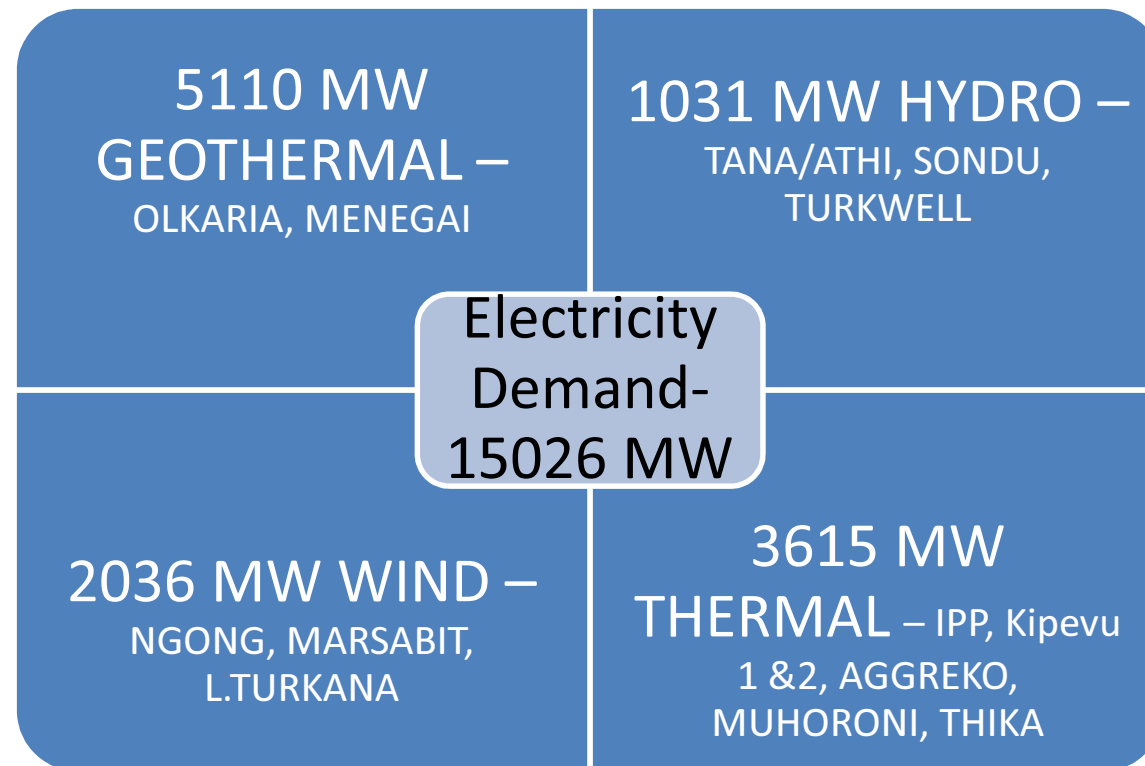 5110 MW
GEOTHERMAL –
OLKARIA, MENEGAI
1031 MW HYDRO –
TANA/ATHI, SONDU,
TURKWELL
Electricity
Demand-
15026 MW
2036 MW WIND –
NGONG, MARSABIT,
L.TURKANA
3615 MW
THERMAL – IPP, Kipevu
1 &2, AGGREKO,
MUHORONI, THIKA